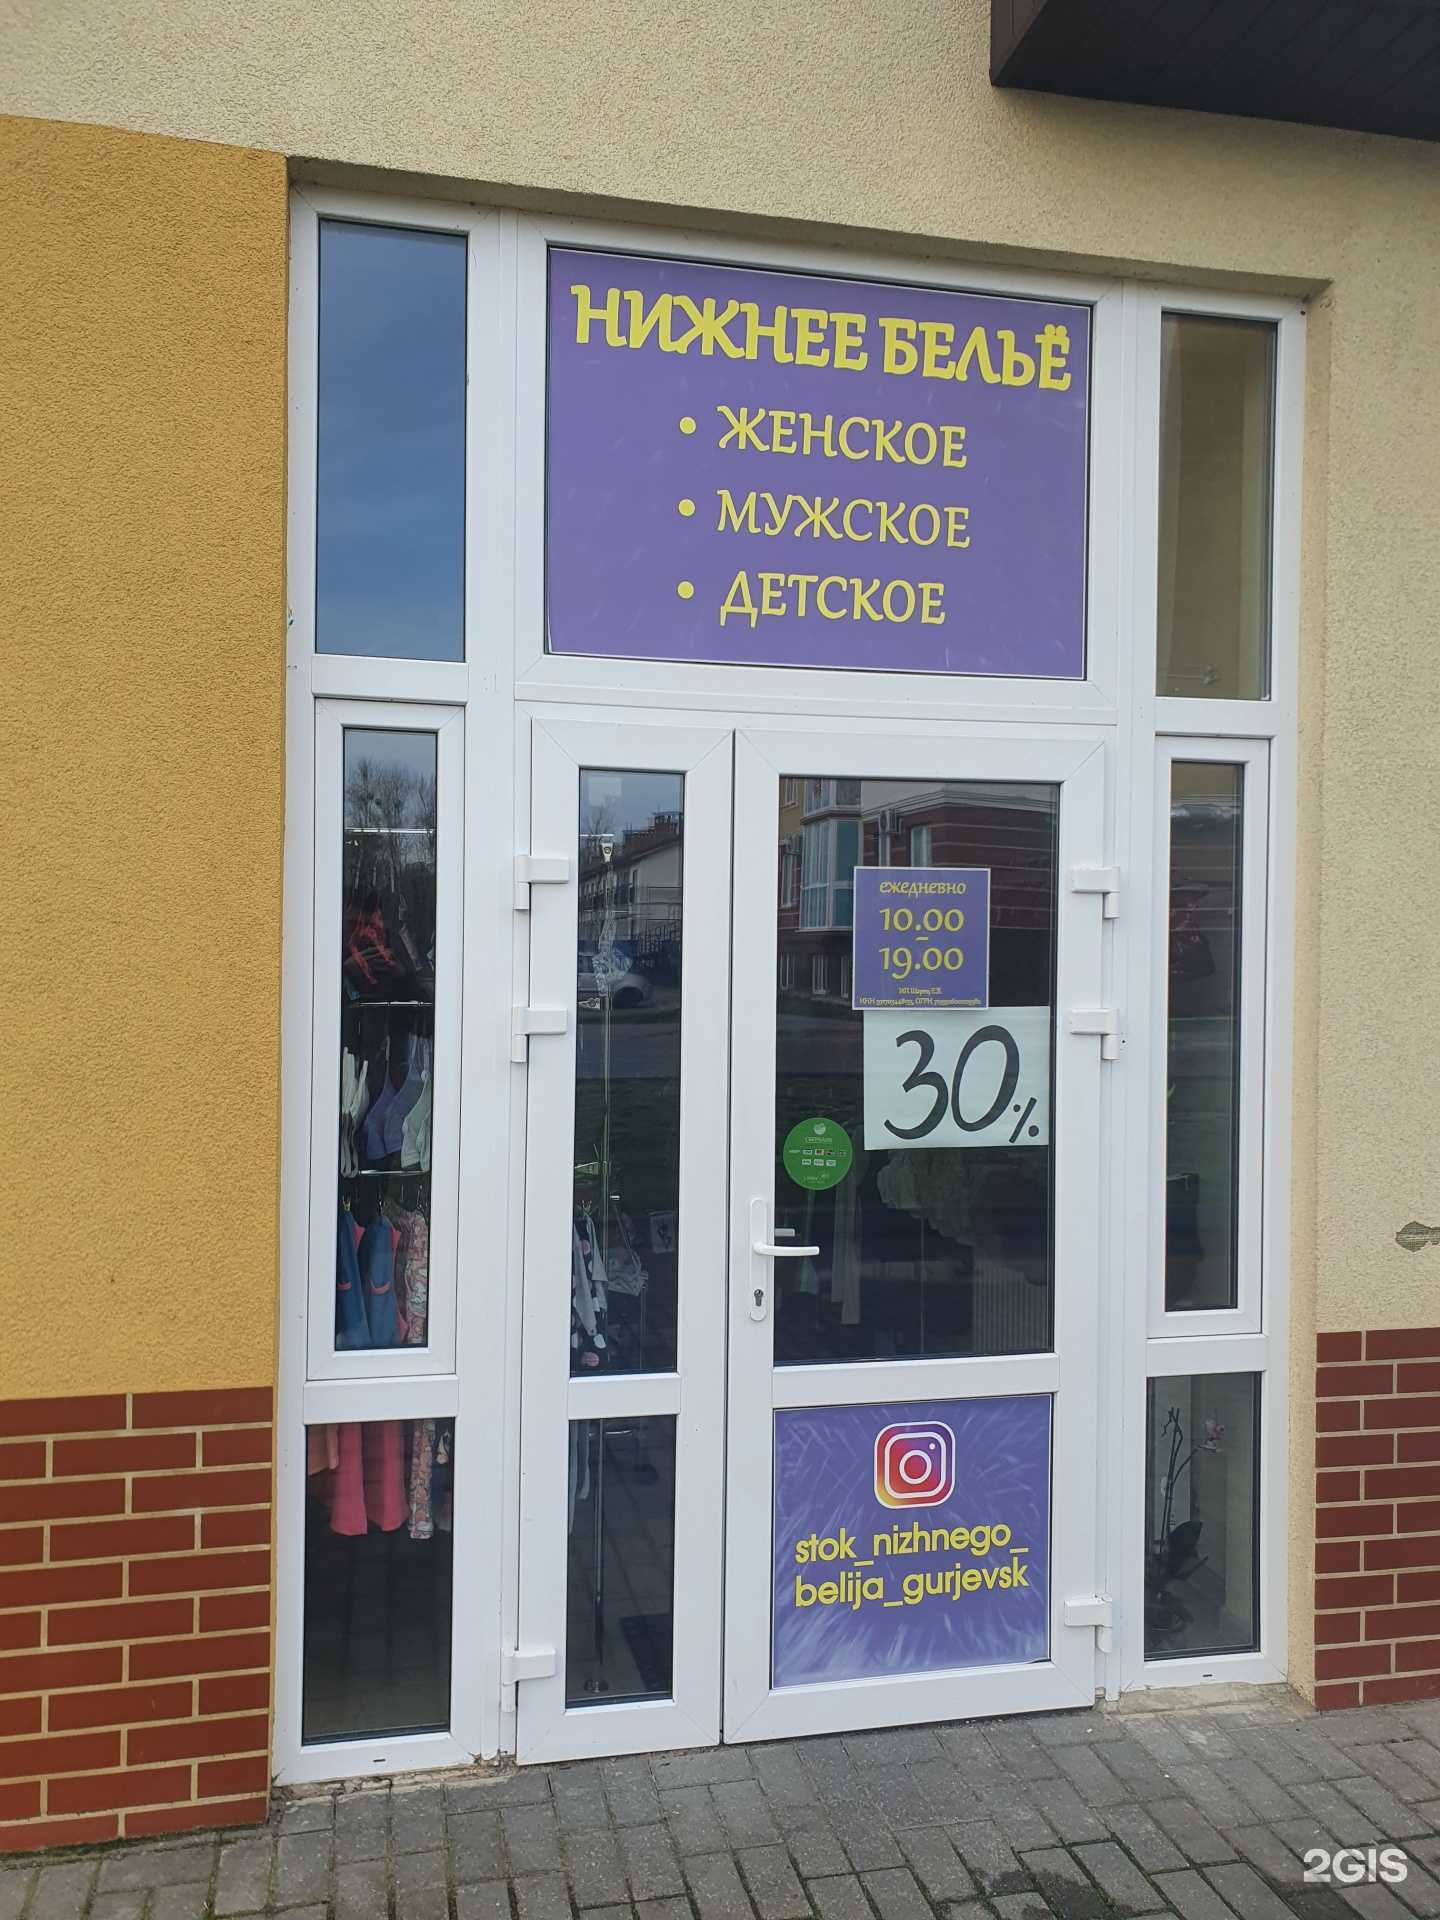 НИЖНЕЕ БЕЛЬЁ
• ЖЕНСКОЕ
• МУЖСКОЕ
• ДЕТСКОЕ
ежедневно
10.00
-
19.00
30%
stok_nizhnego_
belija_gurjevsk
2GIS